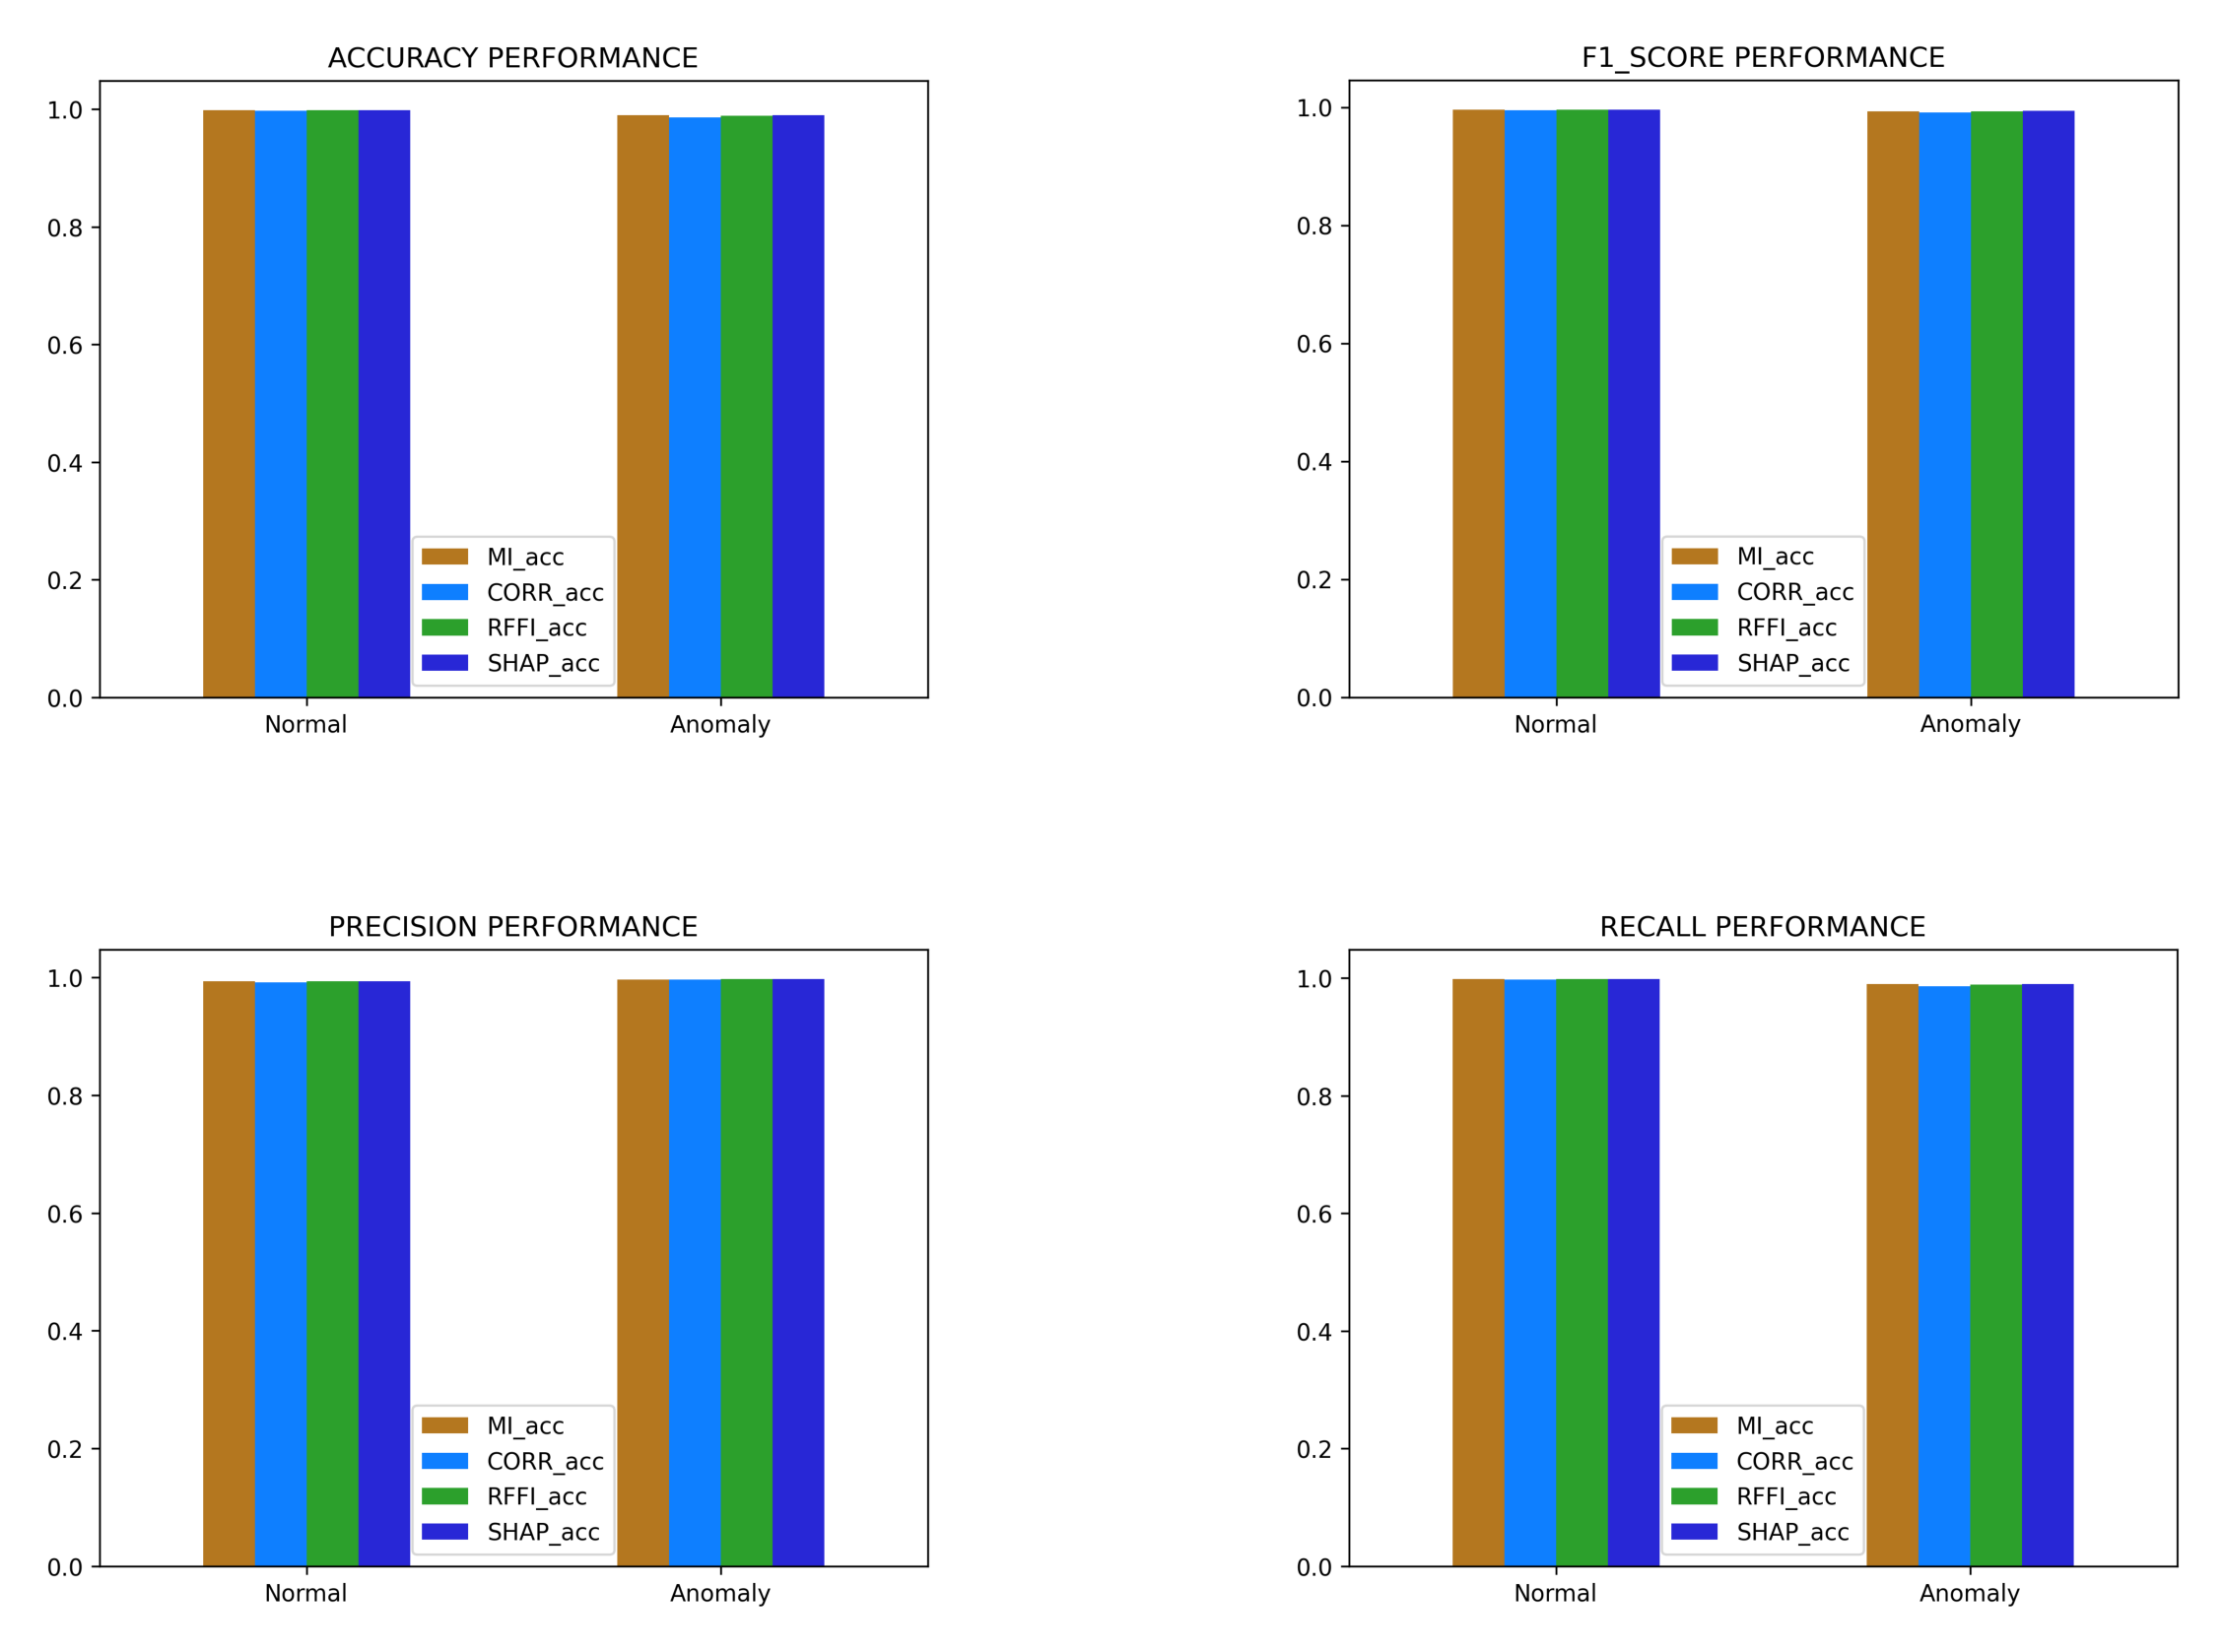 ACCURACY PERFORMANCE
1.0
0.8
0.6
0.4
0.2
0.0
MI_acc
CORR_acc
RFFI_acc
SHAP_acc
Normal
Anomaly
F1_SCORE PERFORMANCE
1.0
0.8
0.6
0.4
0.2
0.0
MI_acc
CORR_acc
RFFI_acc
SHAP_acc
Normal
Anomaly
PRECISION PERFORMANCE
1.0
0.8
0.6
0.4
0.2
0.0
MI_acc
CORR_acc
RFFI_acc
SHAP_acc
Normal
Anomaly
RECALL PERFORMANCE
1.0
0.8
0.6
0.4
0.2
0.0
MI_acc
CORR_acc
RFFI_acc
SHAP_acc
Normal
Anomaly